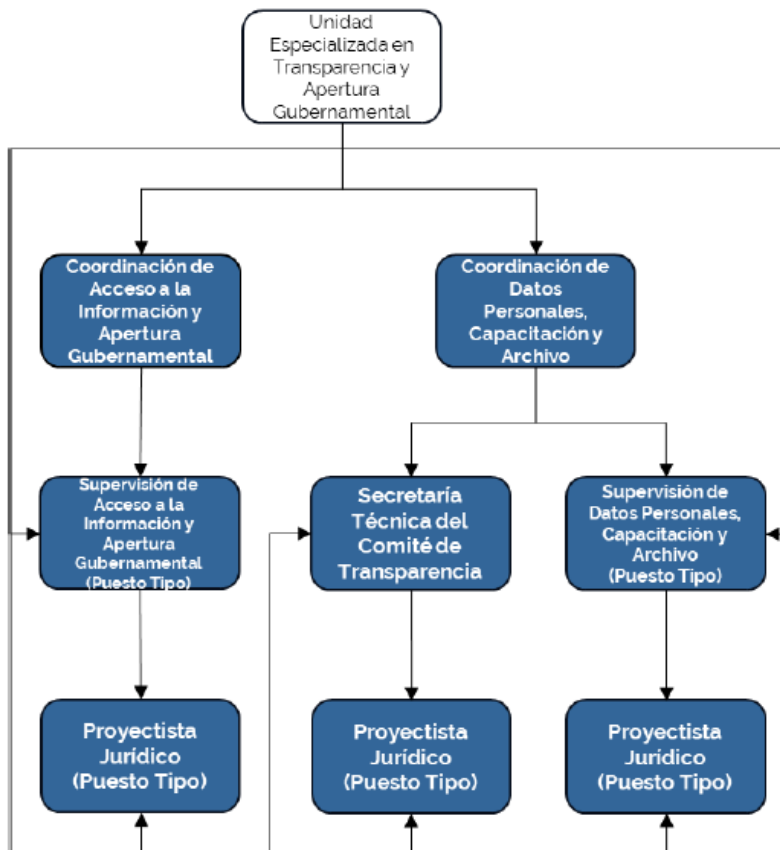 Unidad
Especializada en
Transparencia y
Apertura
Gubernamental
Coordinación de
Acceso a la
Información y
Apertura
Gubernamental
Coordinación de
Datos
Personales,
Capacitación y
Archivo
Supervisión de
Acceso a la
Información y
Apertura
Gubernamental
(Puesto Tipo)
Secretaría
Técnica del
Comité de
Transparencia
Supervisión de
Datos Personales,
Capacitación y
Archivo
(Puesto Tipo)
Proyectista
Jurídico
(Puesto Tipo)
Proyectista
Jurídico
(Puesto Tipo)
Proyectista
Jurídico
(Puesto Tipo)